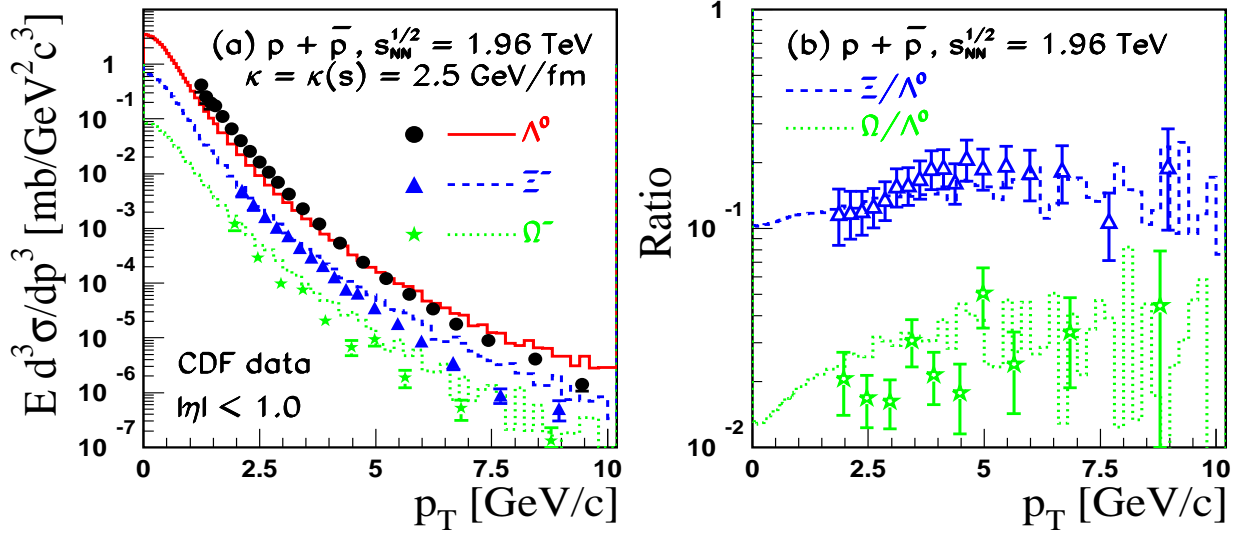 E d³σ/dp³ [mb/GeV²c³]
1
10⁻¹
10⁻²
10⁻³
10⁻⁴
10⁻⁵
10⁻⁶
10⁻⁷
(a) p + p̅, s_NN^1/2 = 1.96 TeV
κ = κ(s) = 2.5 GeV/fm
Λ⁰
Ξ⁻
Ω⁻
CDF data
|η| < 1.0
0 2.5 5 7.5 10
p_T [GeV/c]
Ratio
1
10⁻¹
10⁻²
(b) p + p̅, s_NN^1/2 = 1.96 TeV
Ξ/Λ⁰
Ω/Λ⁰
0 2.5 5 7.5 10
p_T [GeV/c]